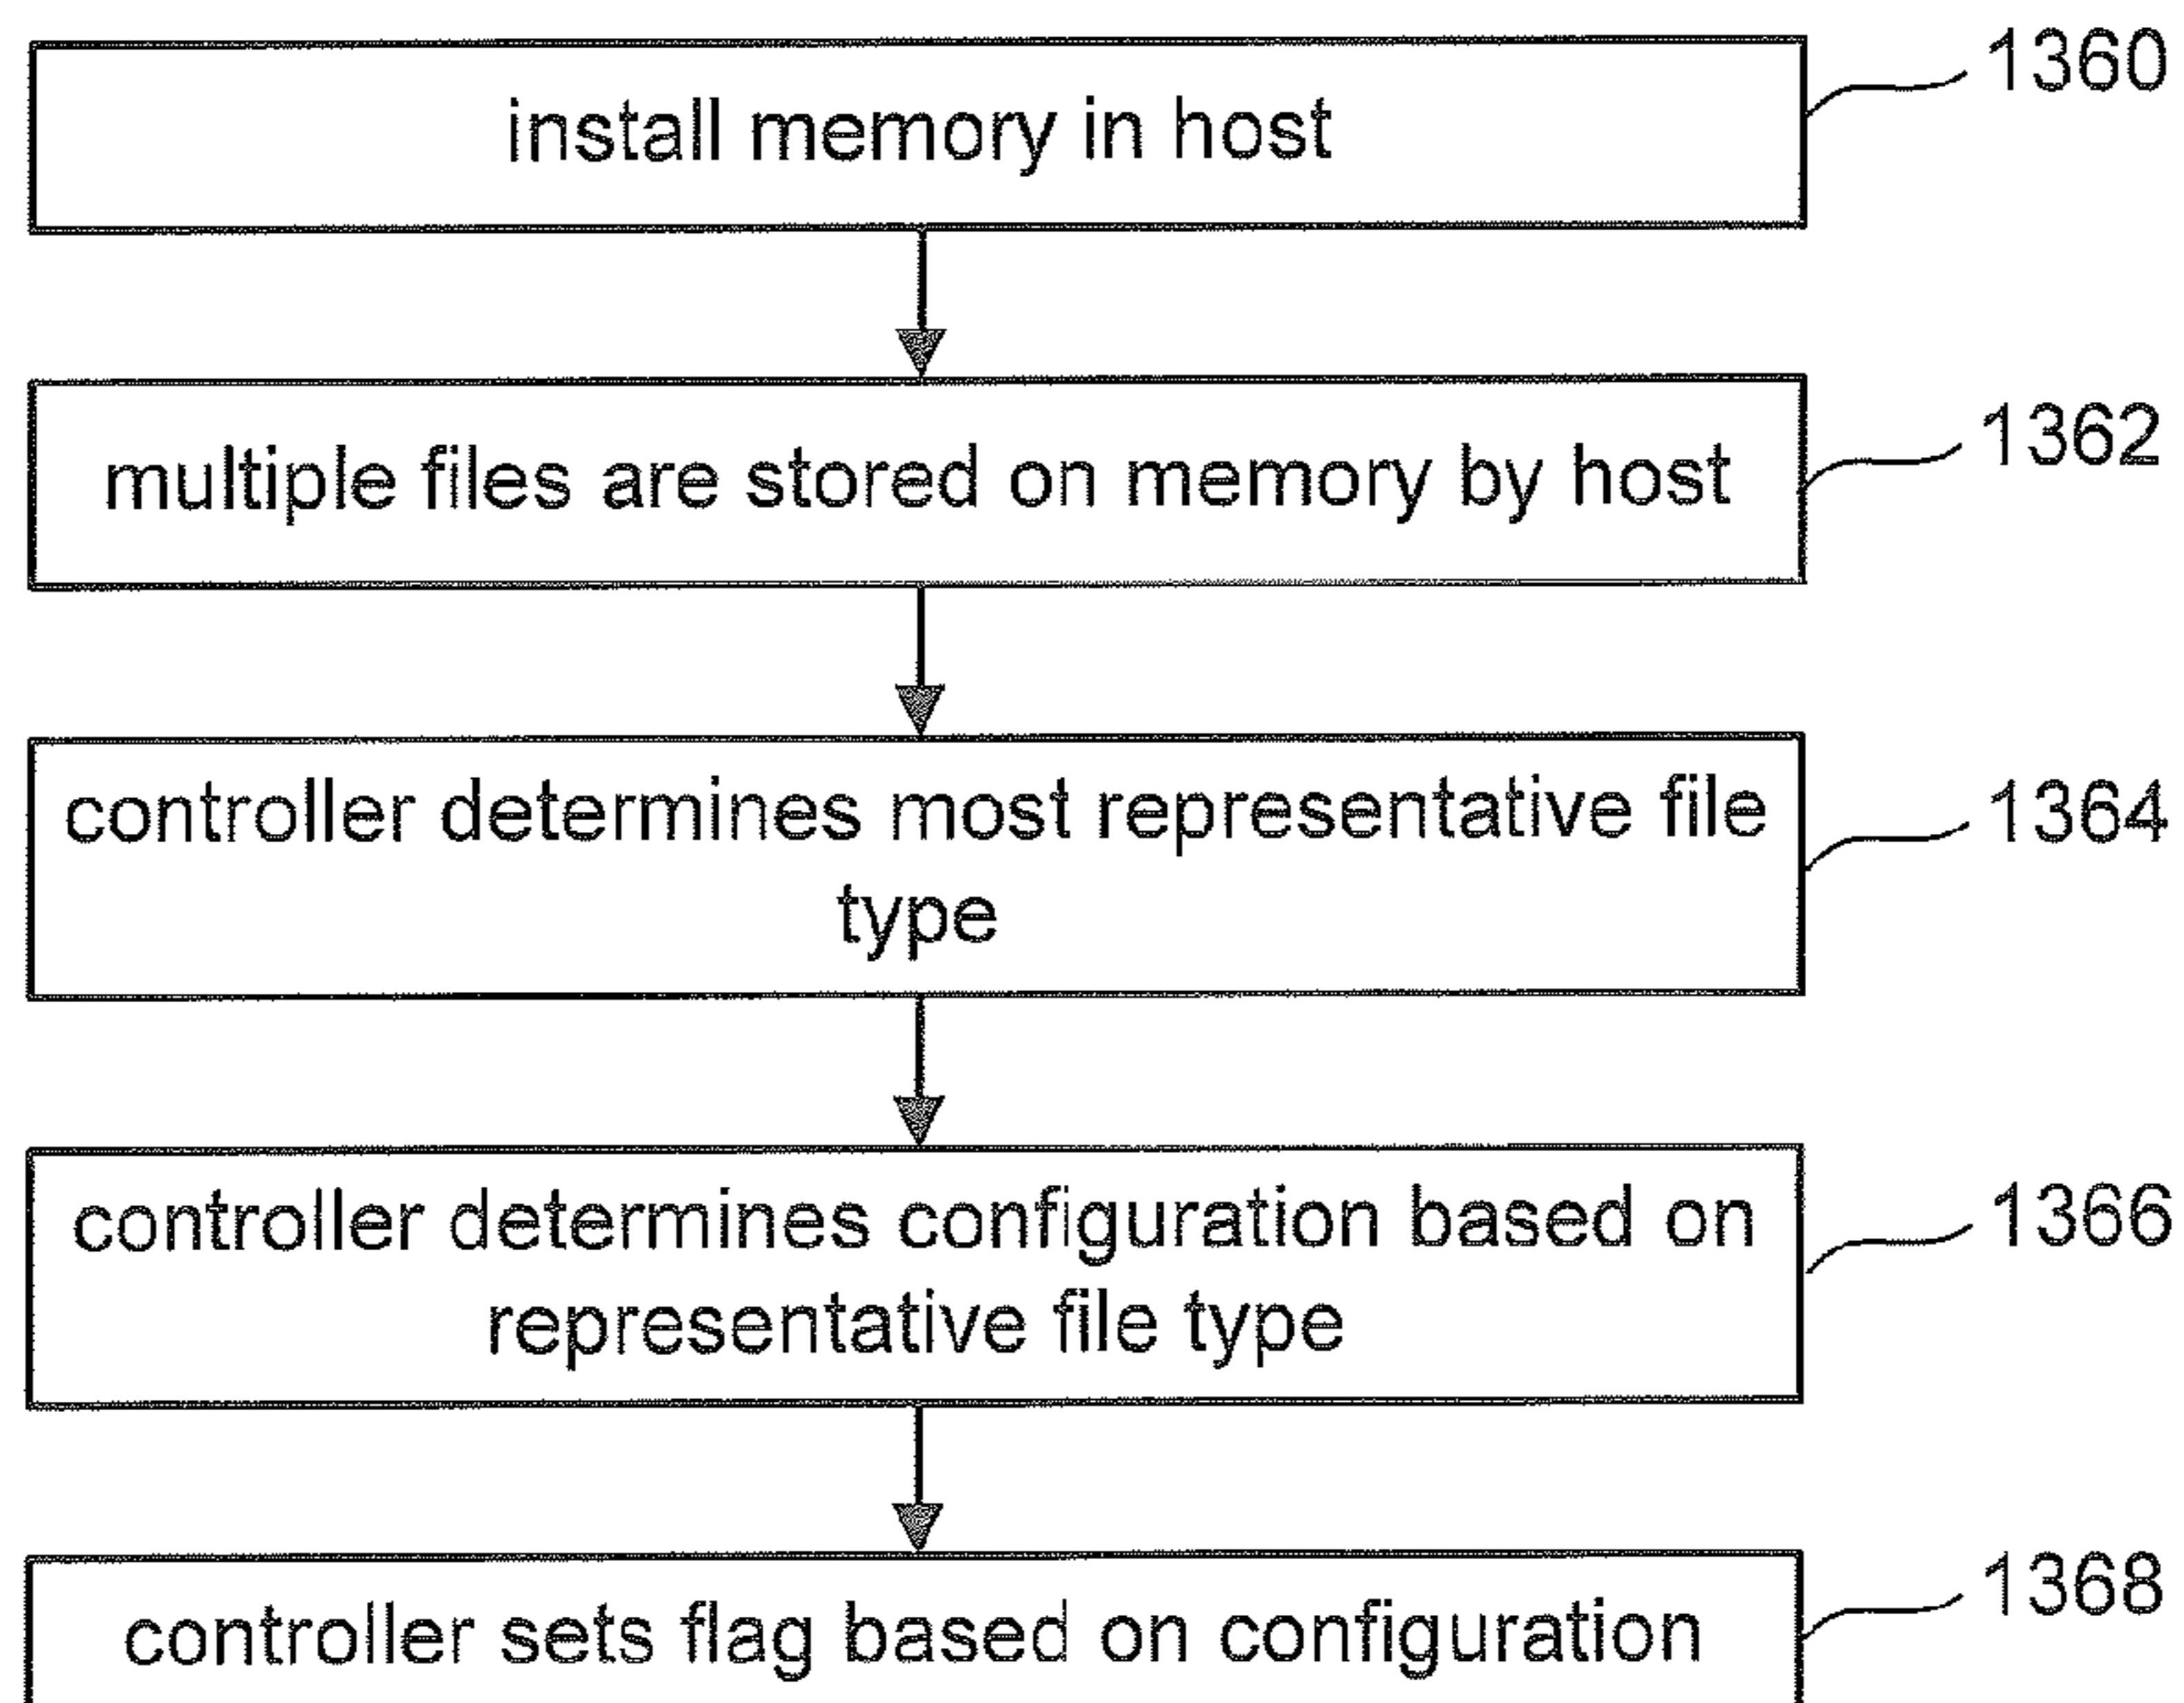 1360
install memory in host
1362
multiple files are stored on memory by host
1364
controller determines most representative file
type
1366
controller determines configuration based on
representative file type
1368
controller sets flag based on configuration